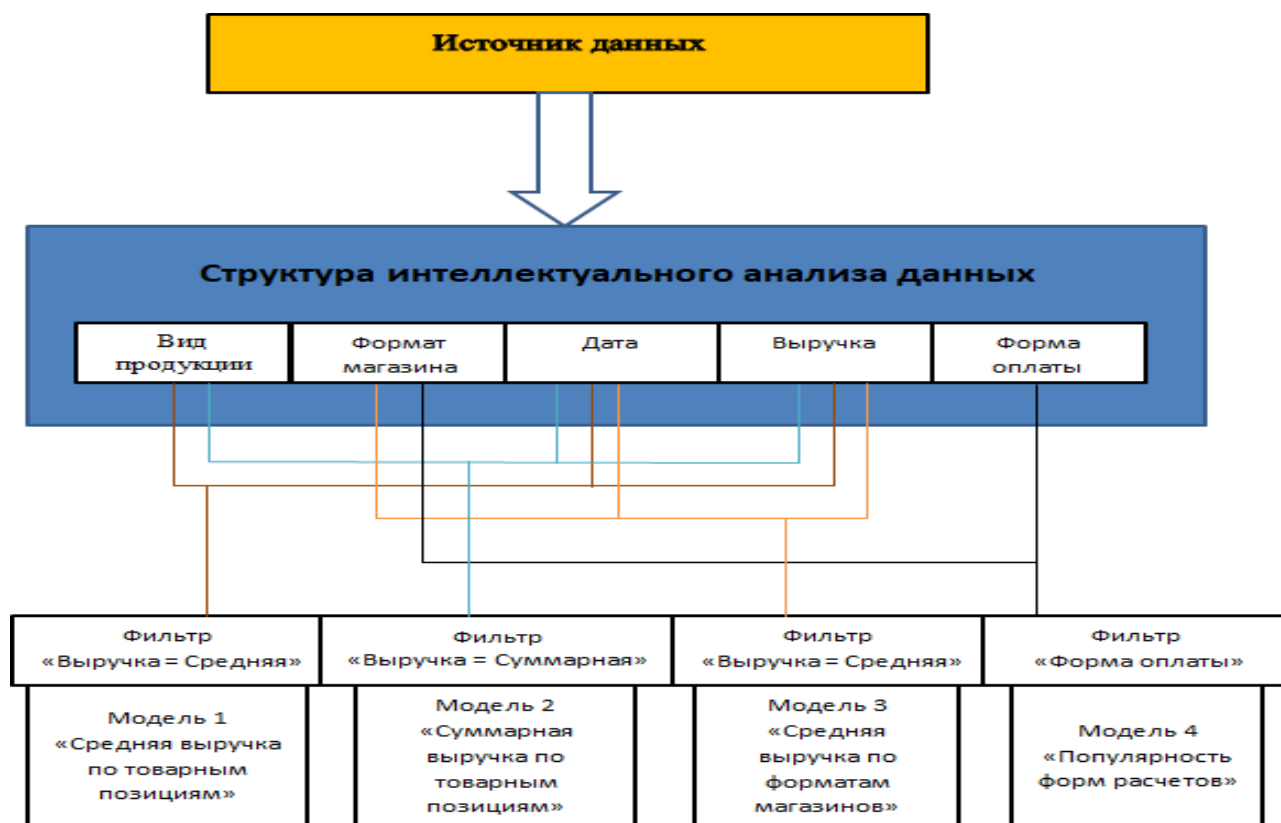 Источник данных
Структура интеллектуального анализа данных
Вид
продукции
Формат
магазина
Дата
Выручка
Форма
оплаты
Фильтр
«Выручка = Средняя»
Фильтр
«Выручка = Суммарная»
Фильтр
«Выручка = Средняя»
Фильтр
«Форма оплаты»
Модель 1
«Средняя выручка
по товарным
позициям»
Модель 2
«Суммарная
выручка по
товарным
позициям»
Модель 3
«Средняя
выручка по
форматам
магазинов»
Модель 4
«Популярность
форм расчетов»